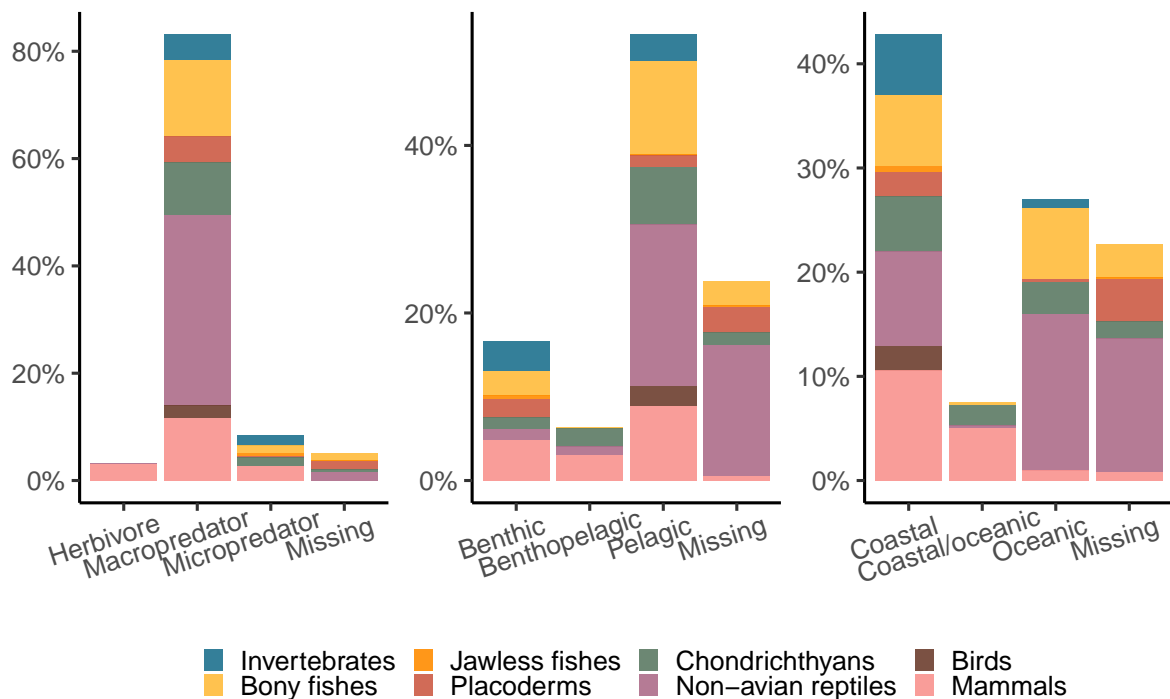 80%
60%
40%
20%
0%
Herbivore
Macropredator
Micropredator
Missing
40%
20%
0%
Benthic
Benthopelagic
Pelagic
Missing
40%
30%
20%
10%
0%
Coastal
Coastal/oceanic
Oceanic
Missing
Invertebrates Jawless fishes Chondrichthyans Birds
Bony fishes Placoderms Non−avian reptiles Mammals